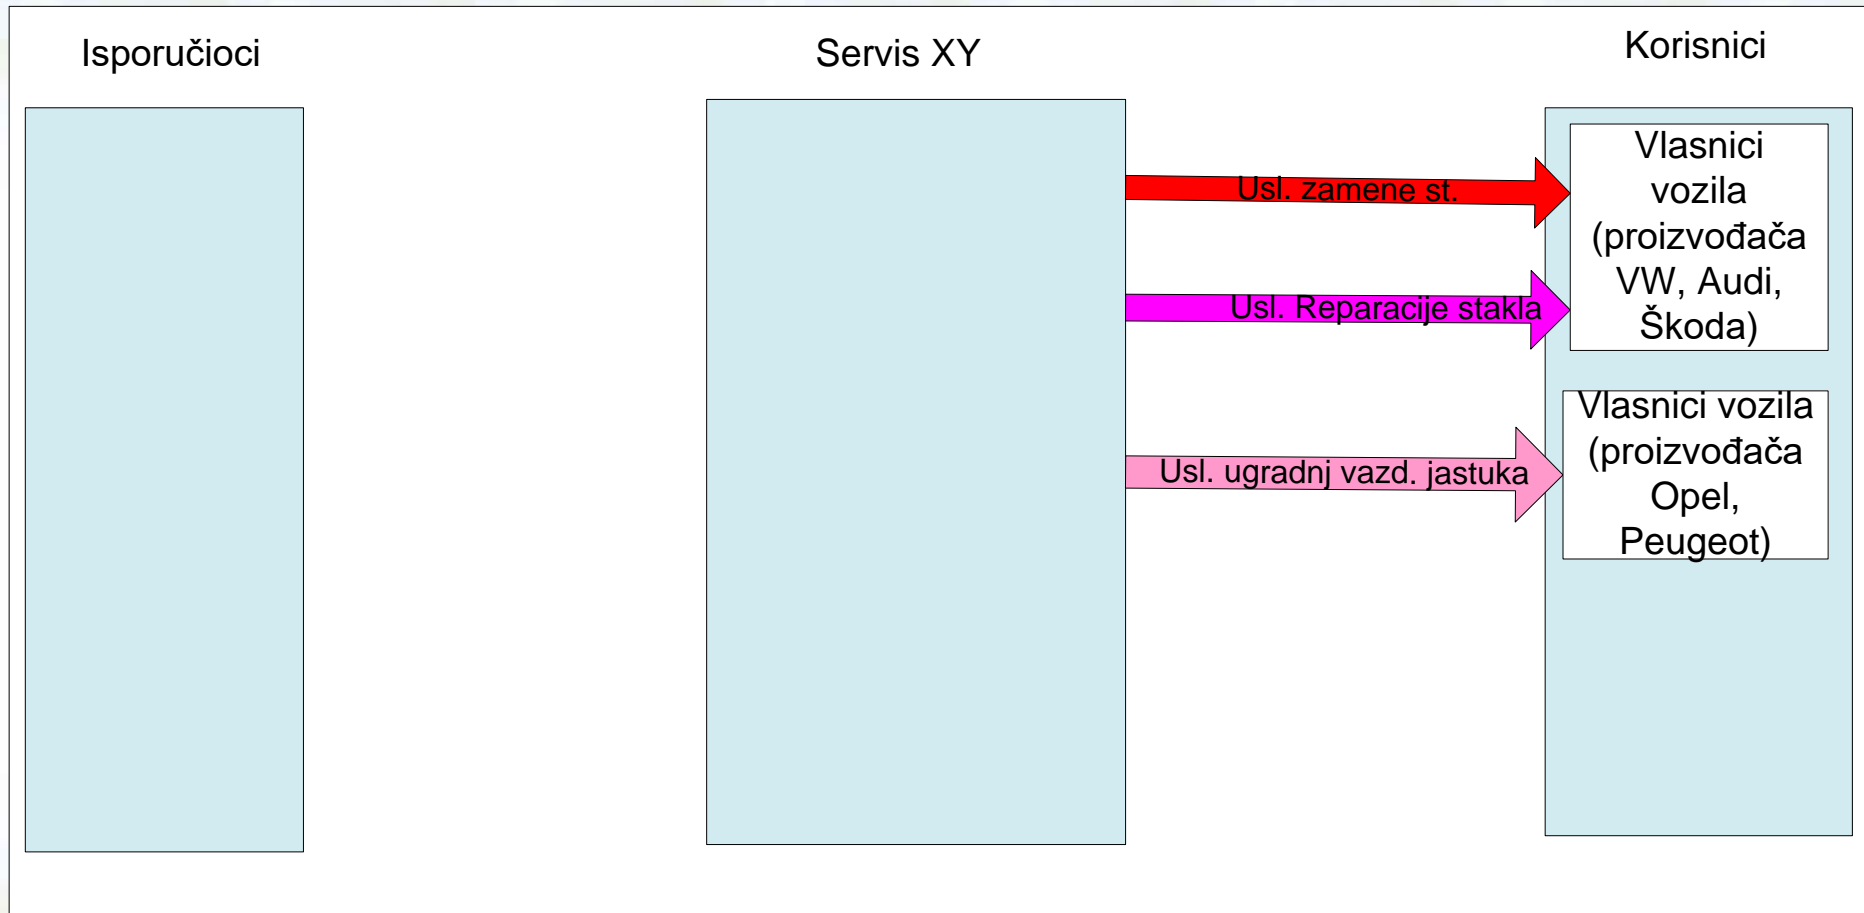 Isporučioci
Servis XY
Korisnici
Usl. zamene st.
Usl. Reparacije stakla
Usl. ugradnj vazd. jastuka
Vlasnici
vozila
(proizvođača
VW, Audi,
Škoda)
Vlasnici vozila
(proizvođača
Opel,
Peugeot)